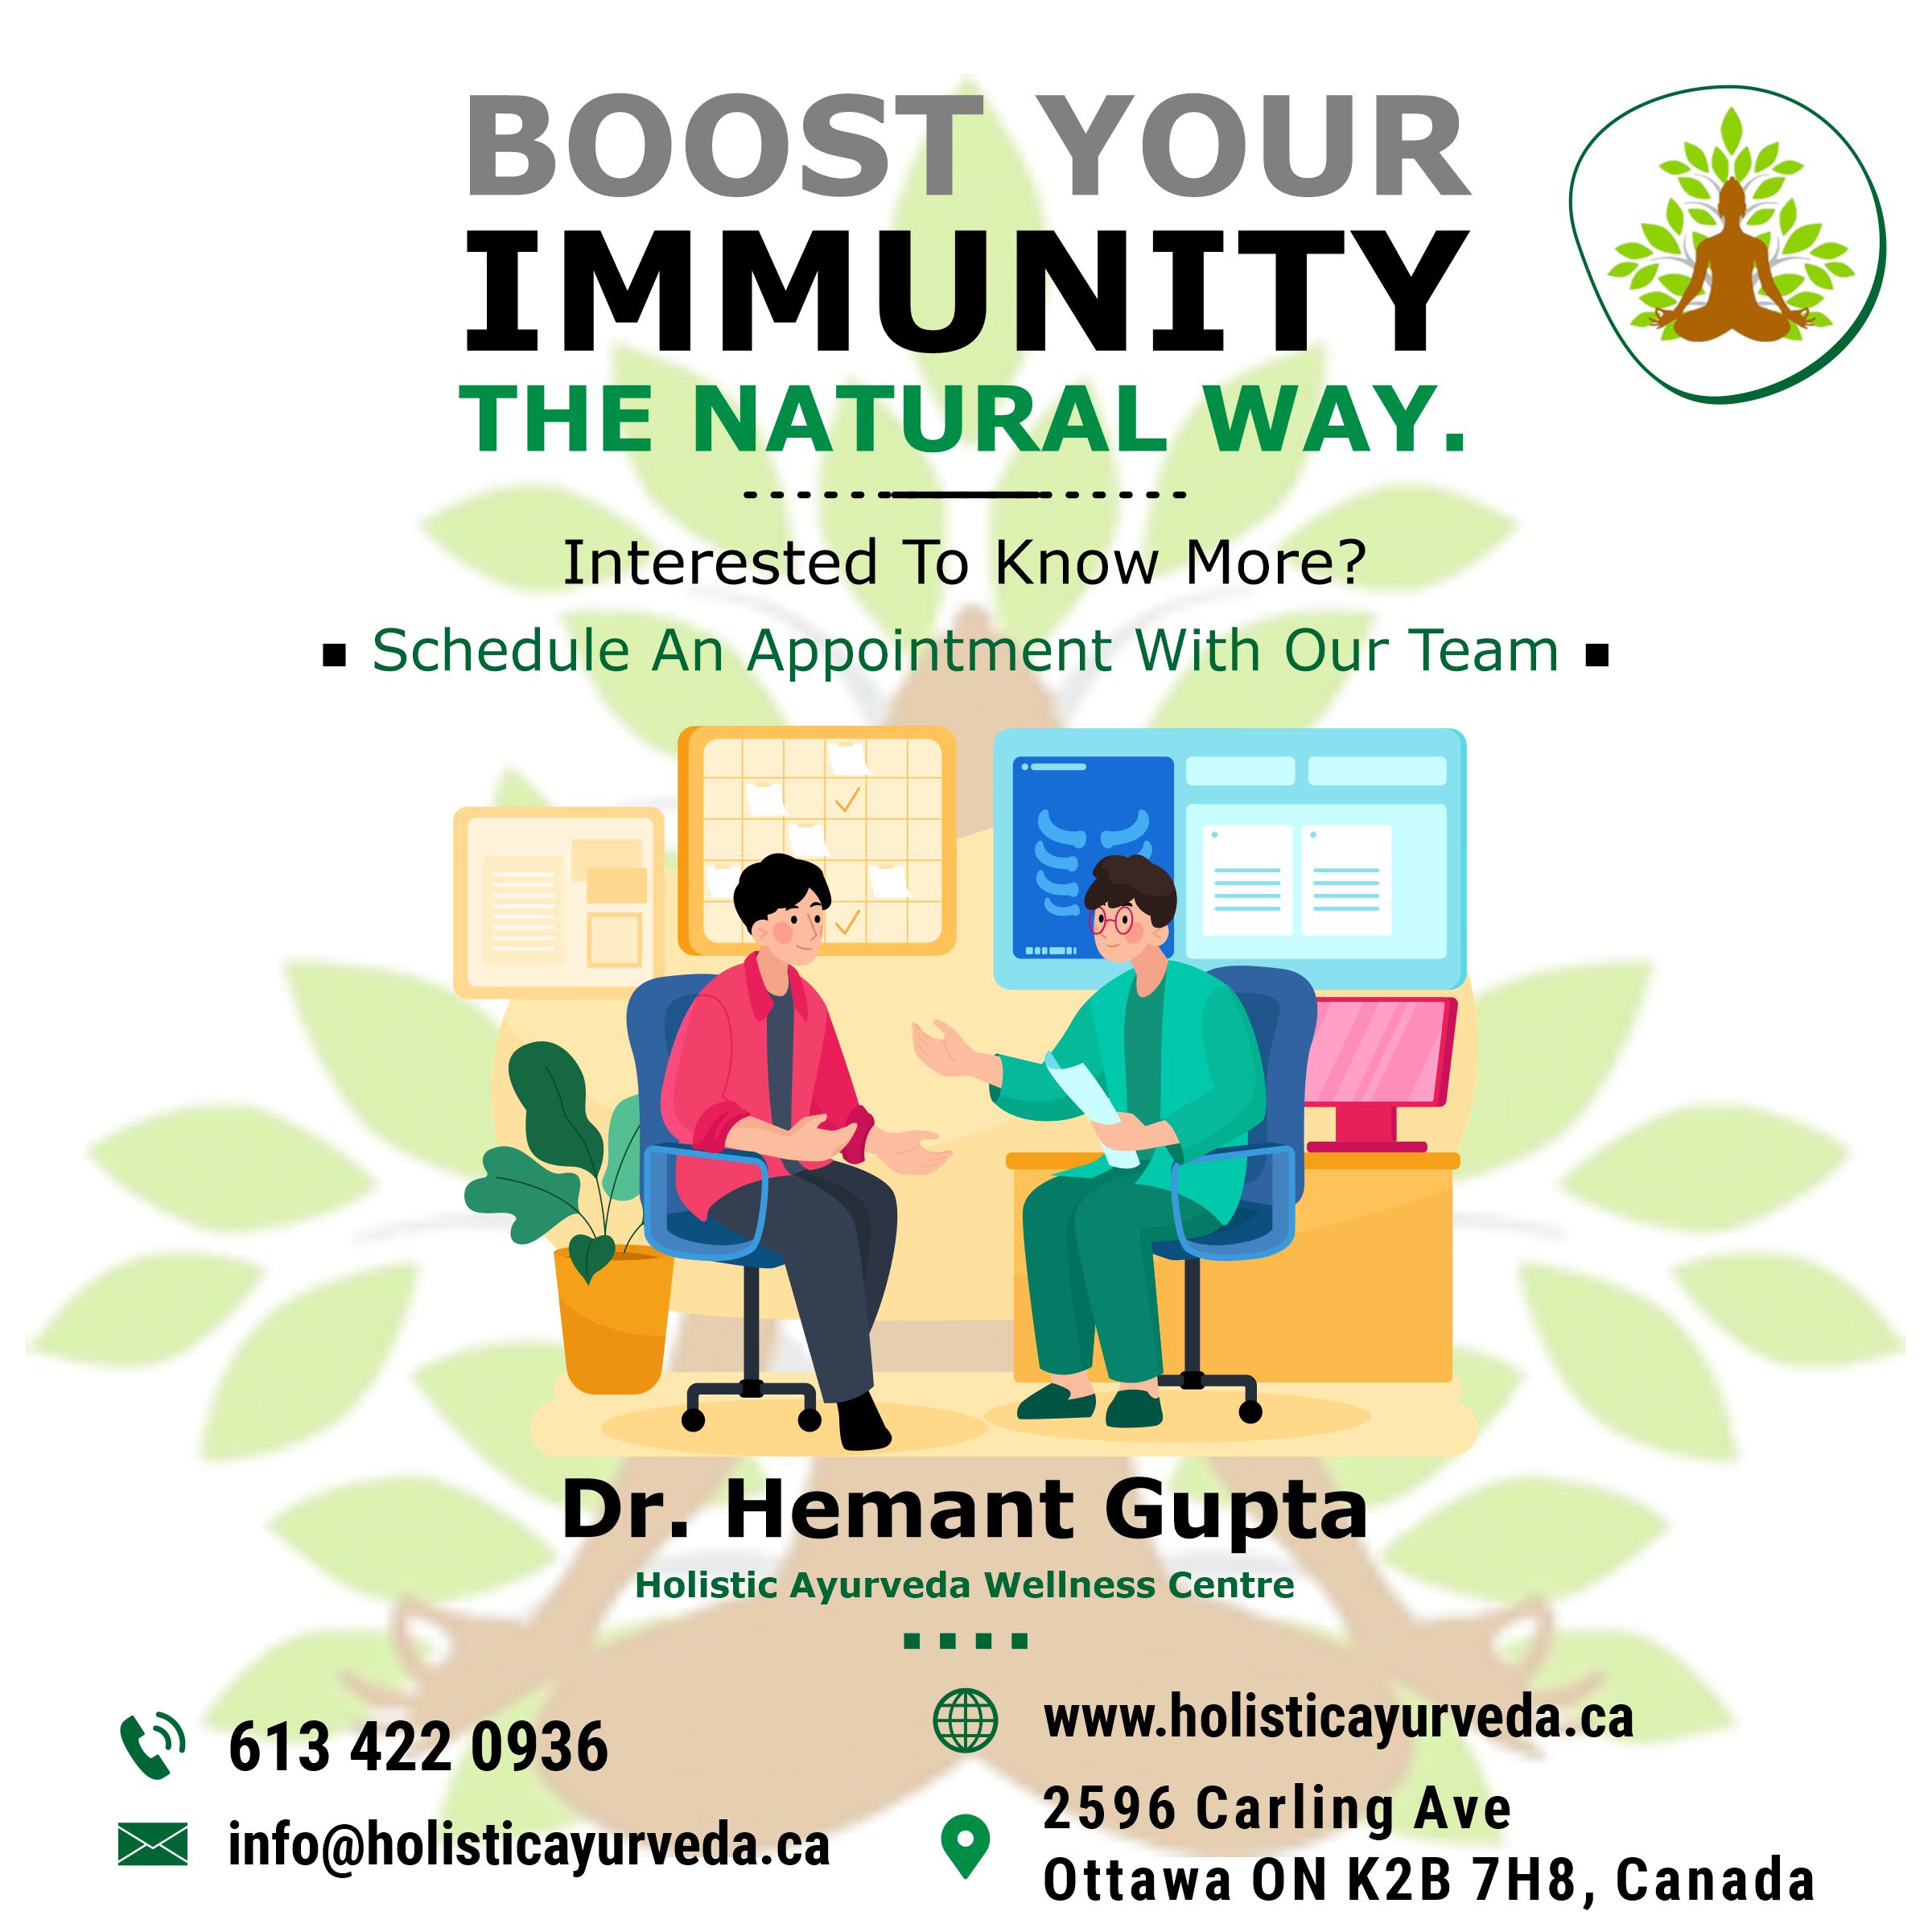 BOOST YOUR
IMMUNITY
THE NATURAL WAY.
Interested To Know More?
▪ Schedule An Appointment With Our Team ▪
Dr. Hemant Gupta
Holistic Ayurveda Wellness Centre
613 422 0936
info@holisticayurveda.ca
www.holisticayurveda.ca
2596 Carling Ave
Ottawa ON K2B 7H8, Canada